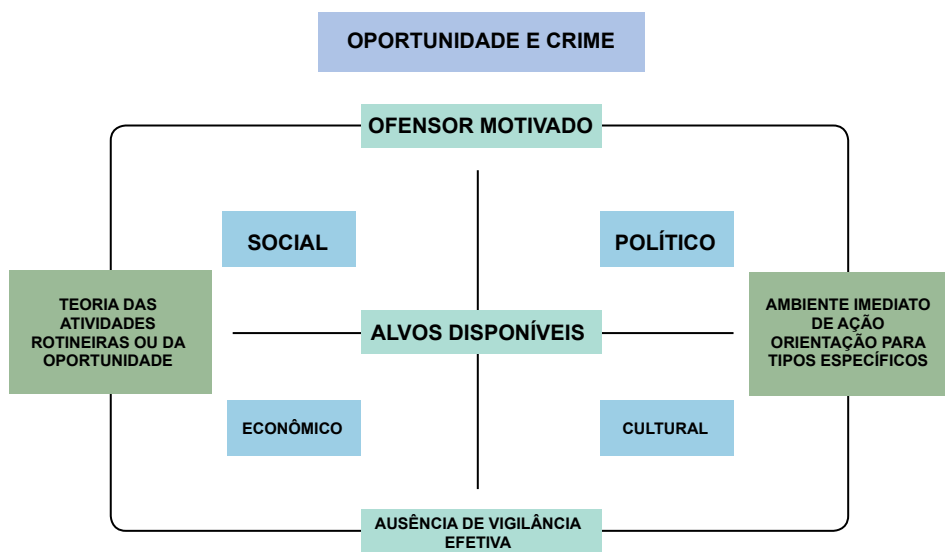 OPORTUNIDADE E CRIME
OFENSOR MOTIVADO
SOCIAL
POLÍTICO
TEORIA DAS
ATIVIDADES
ROTINEIRAS OU DA
OPORTUNIDADE
ALVOS DISPONÍVEIS
AMBIENTE IMEDIATO
DE AÇÃO
ORIENTAÇÃO PARA
TIPOS ESPECÍFICOS
ECONÔMICO
CULTURAL
AUSÊNCIA DE VIGILÂNCIA
EFETIVA